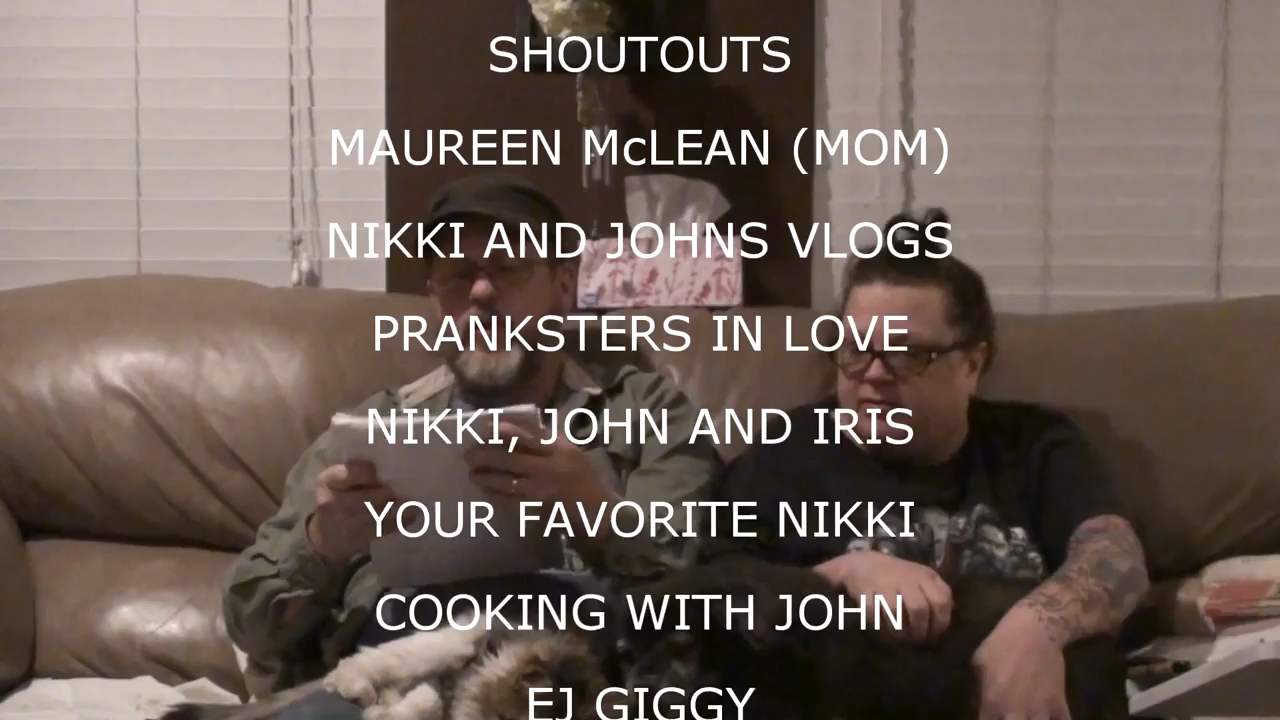 SHOUTOUTS
MAUREEN McLEAN (MOM)
NIKKI AND JOHNS VLOGS
PRANKSTERS IN LOVE
NIKKI, JOHN AND IRIS
YOUR FAVORITE NIKKI
COOKING WITH JOHN
EJ GIGGY